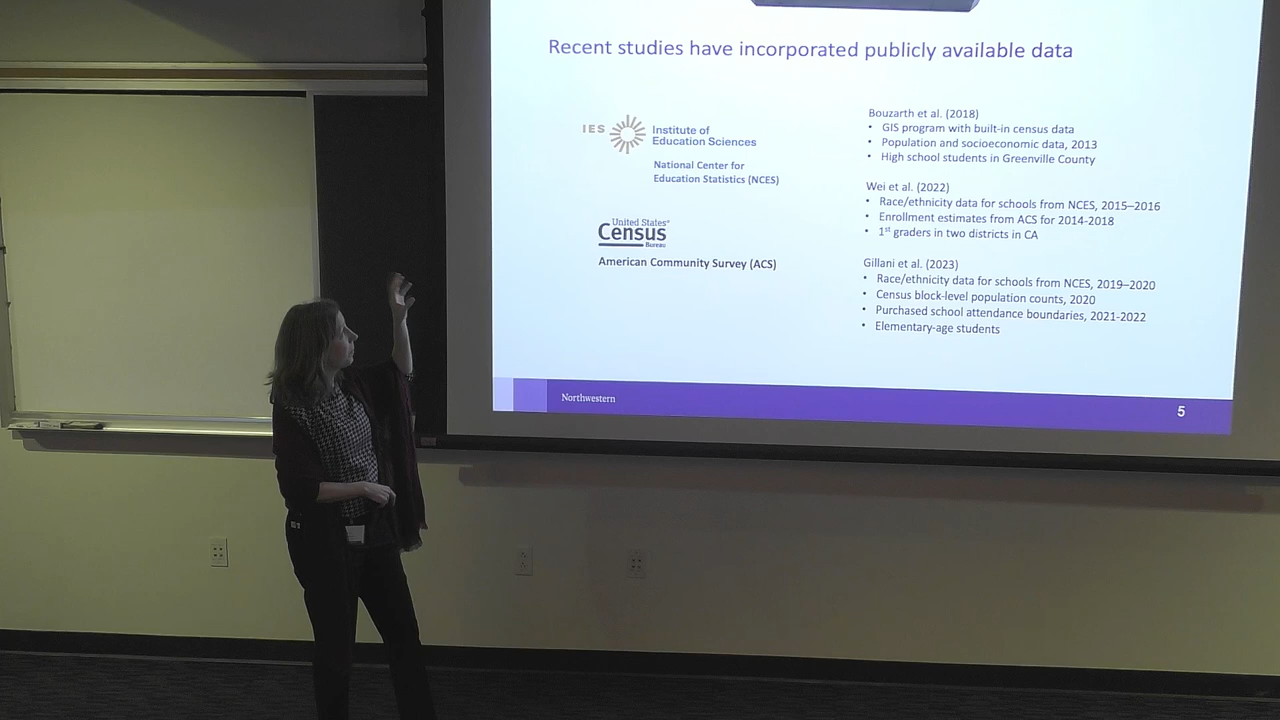 Recent studies have incorporated publicly available data
IES
Institute of
Education Sciences
National Center for
Education Statistics (NCES)
United States®
Census
Bureau
American Community Survey (ACS)
Bouzarth et al. (2018)
• GIS program with built-in census data
• Population and socioeconomic data, 2013
• High school students in Greenville County
Wei et al. (2022)
• Race/ethnicity data for schools from NCES, 2015–2016
• Enrollment estimates from ACS for 2014-2018
• 1st graders in two districts in CA
Gillani et al. (2023)
• Race/ethnicity data for schools from NCES, 2019–2020
• Census block-level population counts, 2020
• Purchased school attendance boundaries, 2021-2022
• Elementary-age students
Northwestern
5